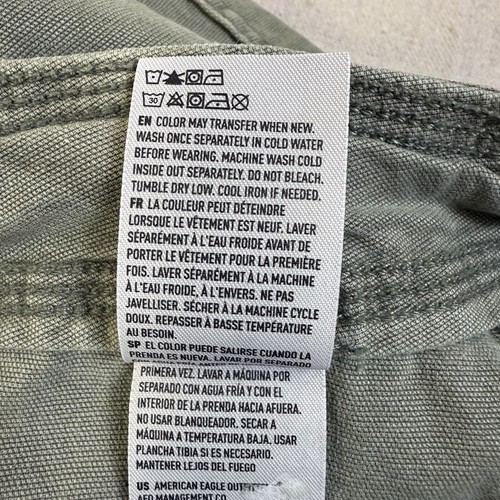 30
EN COLOR MAY TRANSFER WHEN NEW.
WASH ONCE SEPARATELY IN COLD WATER
BEFORE WEARING. MACHINE WASH COLD
INSIDE OUT SEPARATELY. DO NOT BLEACH.
TUMBLE DRY LOW. COOL IRON IF NEEDED.
FR LA COULEUR PEUT DÉTEINDRE
LORSQUE LE VÊTEMENT EST NEUF. LAVER
SÉPARÉMENT À L'EAU FROIDE AVANT DE
PORTER LE VÊTEMENT POUR LA PREMIÈRE
FOIS. LAVER SÉPARÉMENT À LA MACHINE
À L'EAU FROIDE, À L'ENVERS. NE PAS
JAVELLISER. SÉCHER À LA MACHINE CYCLE
DOUX. REPASSER À BASSE TEMPÉRATURE
AU BESOIN.
SP EL COLOR PUEDE SALIRSE CUANDO LA
PRENDA ES NUEVA. LAVAR POR SEPARADO
PRIMERA VEZ. LAVAR A MÁQUINA POR
SEPARADO CON AGUA FRÍA Y CON EL
INTERIOR DE LA PRENDA HACIA AFUERA.
NO USAR BLANQUEADOR. SECAR A
MÁQUINA A TEMPERATURA BAJA. USAR
PLANCHA TIBIA SI ES NECESARIO.
MANTENER LEJOS DEL FUEGO
US AMERICAN EAGLE OUTFITTERS
AEO MANAGEMENT CO